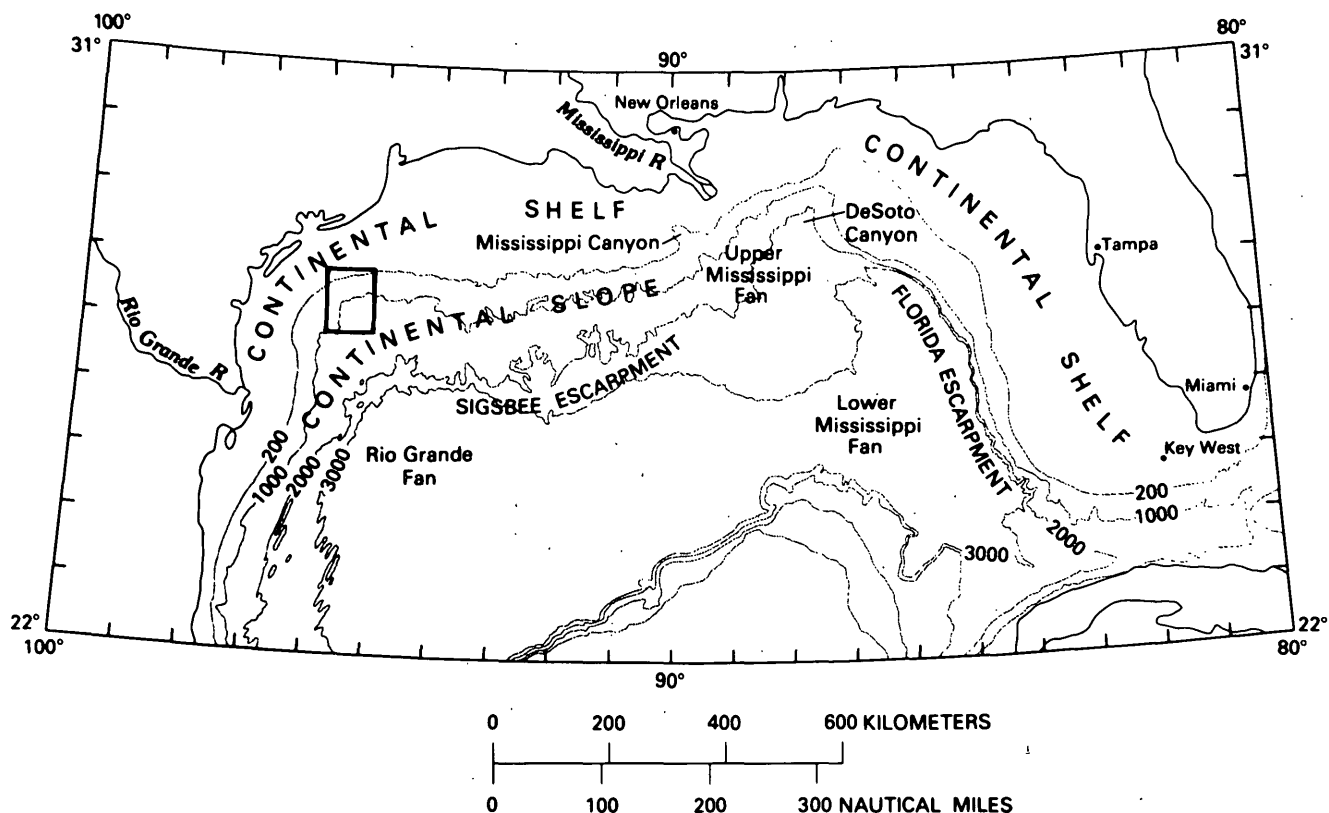 100°
31°
90°
80°
31°
New Orleans
Mississippi R
CONTINENTAL
SHELF
CONTINENTAL
SHELF
Mississippi Canyon
DeSoto
Canyon
Upper
Mississippi
Fan
Tampa
Rio Grande R
CONTINENTAL SLOPE
FLORIDA ESCARPMENT
SIGSBEE ESCARPMENT
Miami
Lower
Mississippi
Fan
Key West
Rio Grande
Fan
200
1000
2000
3000
200
1000
2000
3000
22°
100°
90°
22°
80°
0 200 400 600 KILOMETERS
0 100 200 300 NAUTICAL MILES